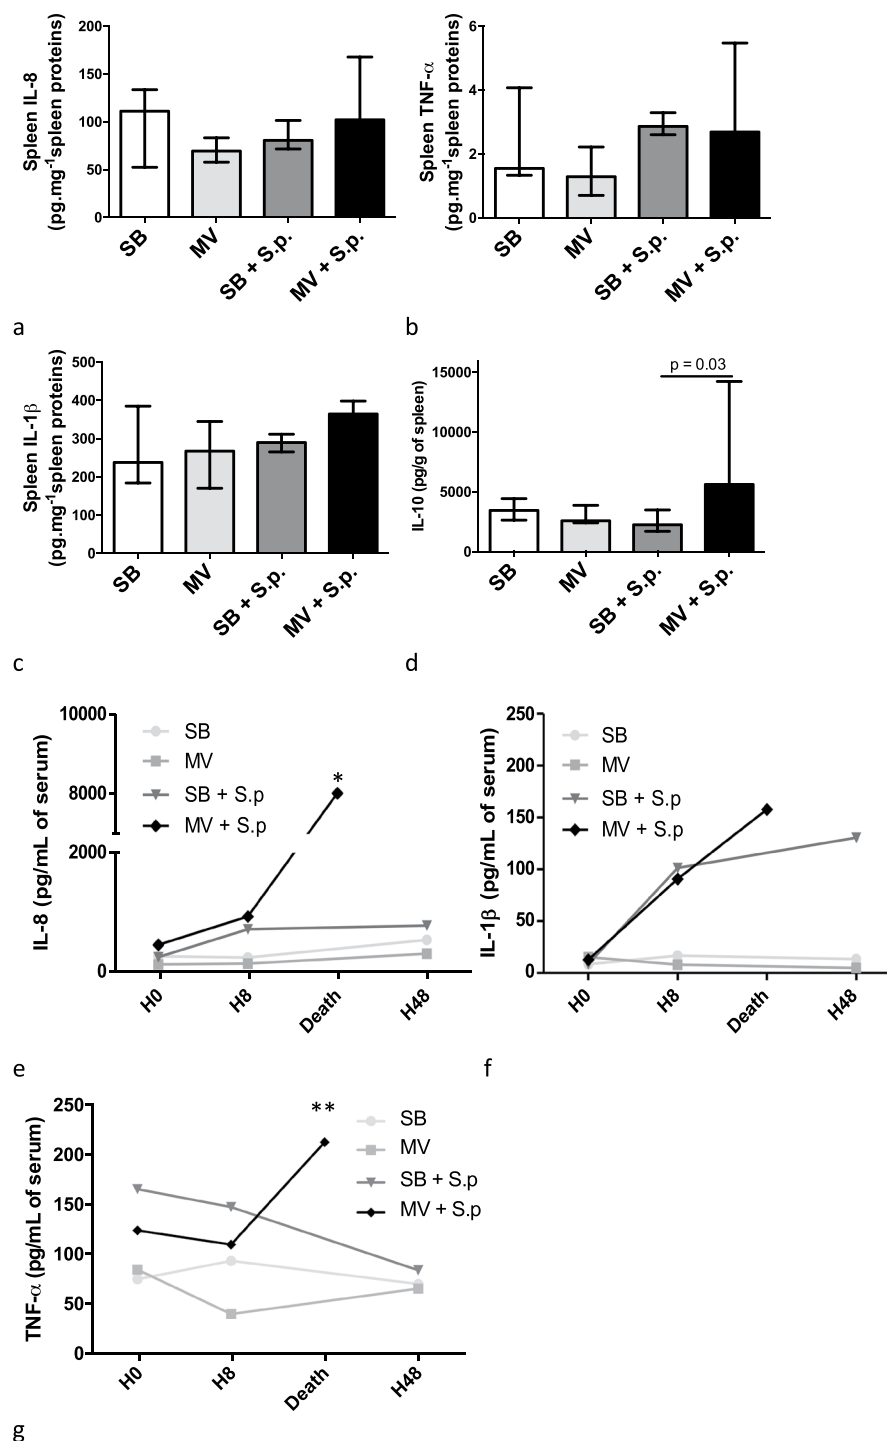 Spleen IL-8
(pg.mg-1spleen proteins)
200
150
100
50
0
SB
MV
SB + S.p.
MV + S.p.
a
Spleen TNF-α
(pg.mg-1spleen proteins)
6
4
2
0
SB
MV
SB + S.p.
MV + S.p.
b
Spleen IL-1β
(pg.mg-1spleen proteins)
500
400
300
200
100
0
SB
MV
SB + S.p.
MV + S.p.
c
IL-10 (pg/g of spleen)
15000
10000
5000
0
p = 0.03
SB
MV
SB + S.p.
MV + S.p.
d
IL-8 (pg/mL of serum)
10000
8000
2000
0
SB
MV
SB + S.p
MV + S.p
*
H0
H8
Death
H48
e
IL-1β (pg/mL of serum)
250
200
150
100
50
0
SB
MV
SB + S.p
MV + S.p
H0
H8
Death
H48
f
TNF-α (pg/mL of serum)
250
200
150
100
50
0
**
SB
MV
SB + S.p
MV + S.p
H0
H8
Death
H48
g